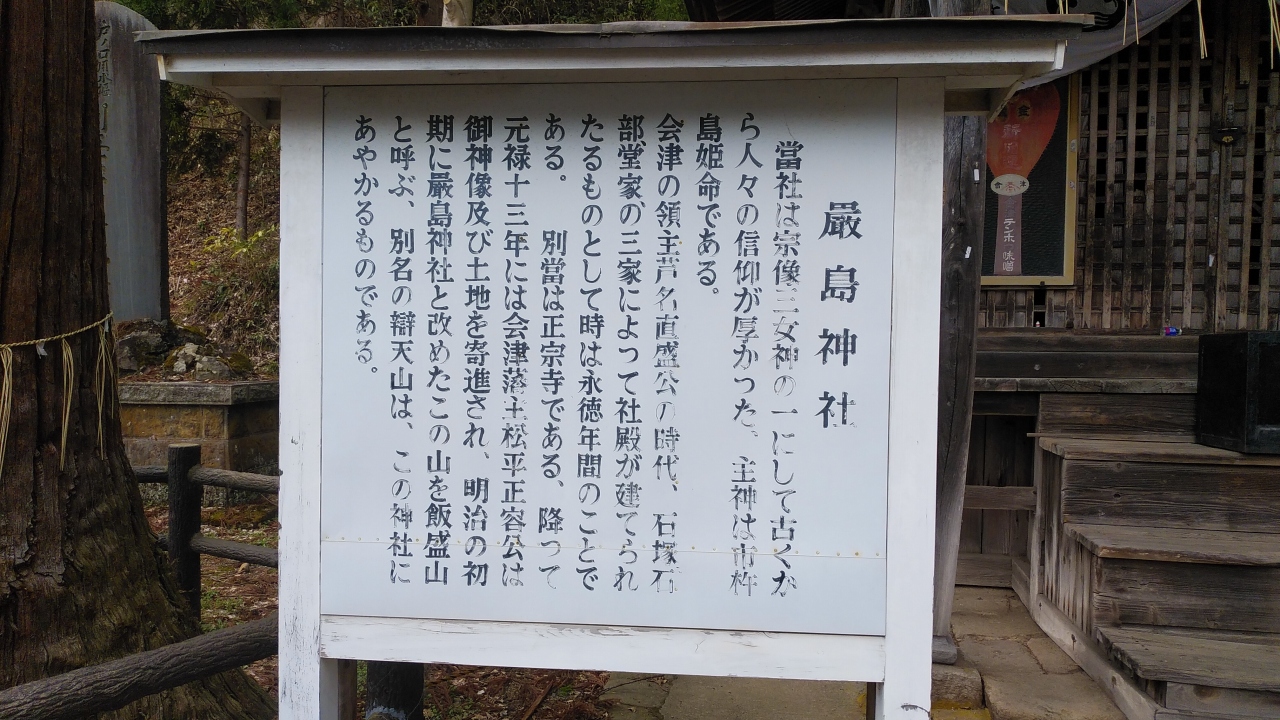 嚴島神社
當社は宗像三女神の一にして古くか
ら人々の信仰が厚かった、主神は市杵
島姫命である。
会津の領主芦名直盛公の時代、石塚石
部堂家の三家によって社殿が建てられ
たるものとして時は永徳年間のことで
ある。 別當は正宗寺である、降って
元禄十三年には会津藩主松平正容公は
御神像及び土地を寄進され、明治の初
期に厳島神社と改めたこの山を飯盛山
と呼ぶ、別名の辯天山は、この神社に
あやかるものである。
テンホー味噌